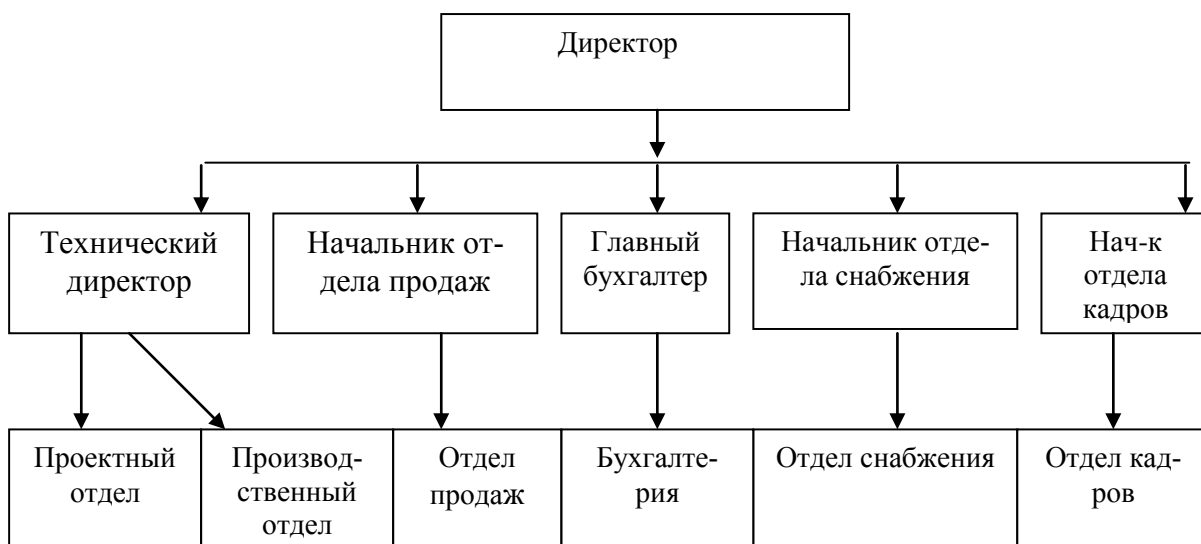 Директор
Технический
директор
Начальник от-
дела продаж
Главный
бухгалтер
Начальник отде-
ла снабжения
Нач-к
отдела
кадров
Проектный
отдел
Производ-
ственный
отдел
Отдел
продаж
Бухгалте-
рия
Отдел снабжения
Отдел кад-
ров